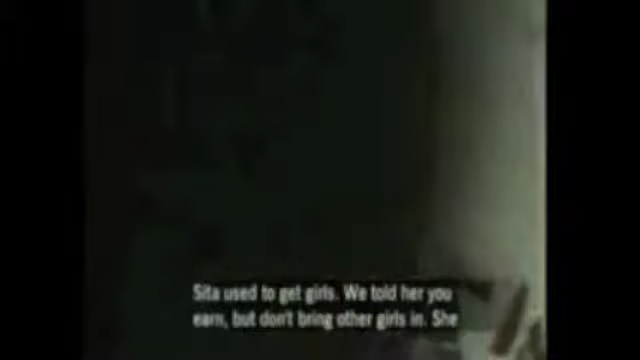 Sita used to get girls. We told her you
earn, but don't bring other girls in. She